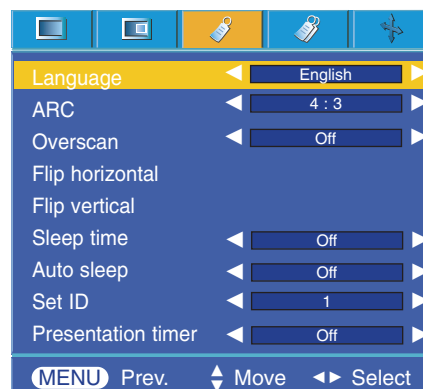 Language English
ARC 4 : 3
Overscan Off
Flip horizontal
Flip vertical
Sleep time Off
Auto sleep Off
Set ID 1
Presentation timer Off
MENU Prev. Move Select